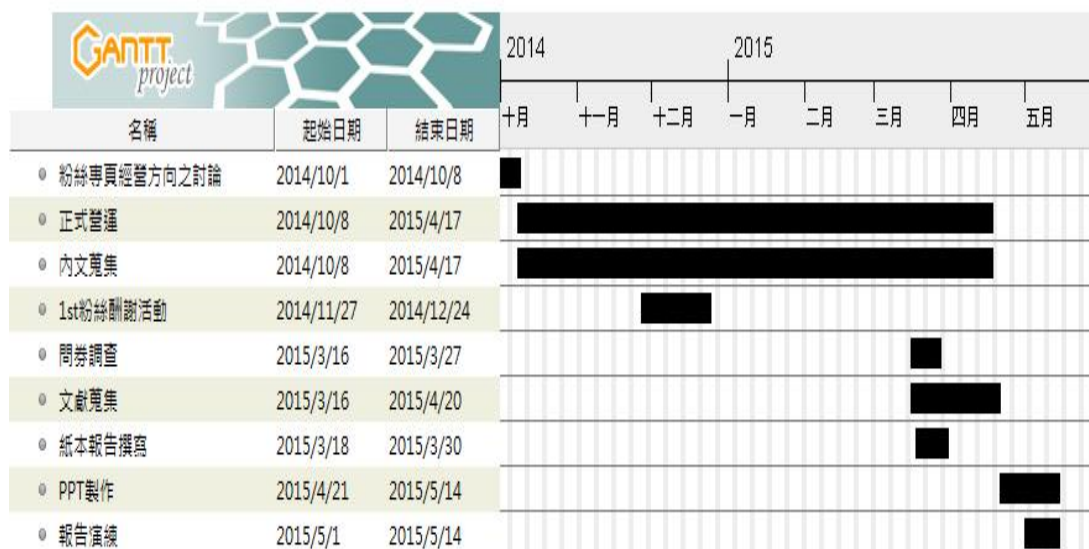 GANTT
project
2014 2015
十月 十一月 十二月 一月 二月 三月 四月 五月
名稱 起始日期 結束日期
粉絲專頁經營方向之討論 2014/10/1 2014/10/8
正式營運 2014/10/8 2015/4/17
內文蒐集 2014/10/8 2015/4/17
1st粉絲酬謝活動 2014/11/27 2014/12/24
問券調查 2015/3/16 2015/3/27
文獻蒐集 2015/3/16 2015/4/20
紙本報告撰寫 2015/3/18 2015/3/30
PPT製作 2015/4/21 2015/5/14
報告演練 2015/5/1 2015/5/14